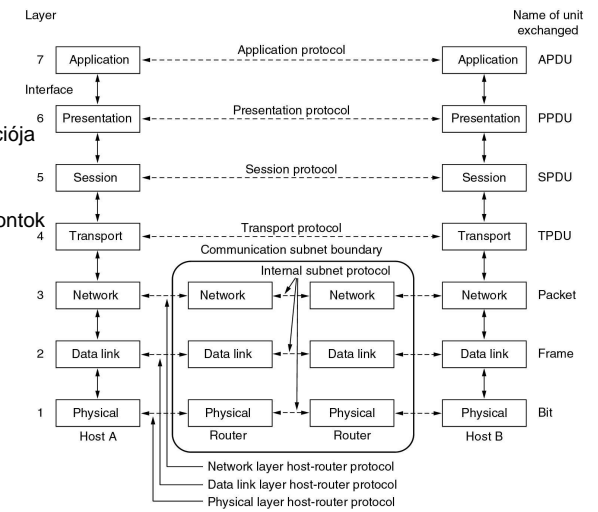 Layer
Name of unit
exchanged
7 Application Application protocol Application APDU
Interface
6 Presentation Presentation protocol Presentation PPDU
ciója
5 Session Session protocol Session SPDU
ontok
4 Transport Transport protocol Transport TPDU
Communication subnet boundary
Internal subnet protocol
3 Network Network Network Network Packet
2 Data link Data link Data link Data link Frame
1 Physical Physical Physical Physical Bit
Host A Router Router Host B
Network layer host-router protocol
Data link layer host-router protocol
Physical layer host-router protocol